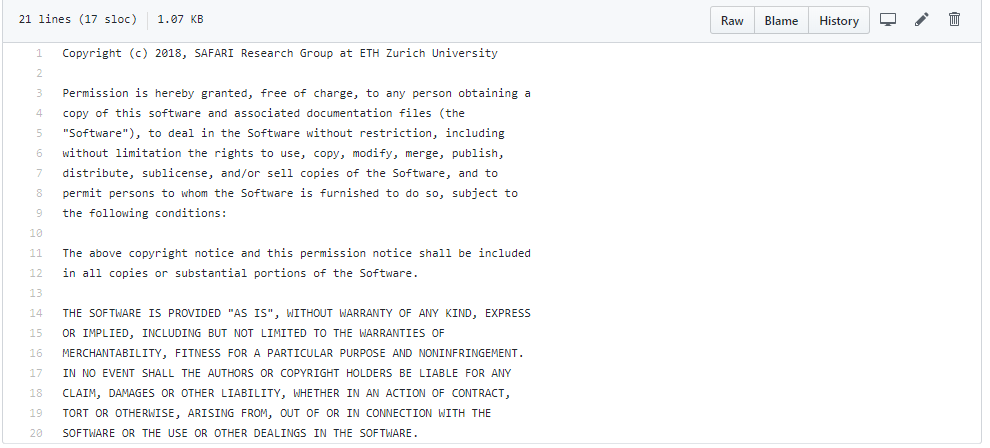 21 lines (17 sloc) 1.07 KB Raw Blame History
1 Copyright (c) 2018, SAFARI Research Group at ETH Zurich University
2
3 Permission is hereby granted, free of charge, to any person obtaining a
4 copy of this software and associated documentation files (the
5 "Software"), to deal in the Software without restriction, including
6 without limitation the rights to use, copy, modify, merge, publish,
7 distribute, sublicense, and/or sell copies of the Software, and to
8 permit persons to whom the Software is furnished to do so, subject to
9 the following conditions:
10
11 The above copyright notice and this permission notice shall be included
12 in all copies or substantial portions of the Software.
13
14 THE SOFTWARE IS PROVIDED "AS IS", WITHOUT WARRANTY OF ANY KIND, EXPRESS
15 OR IMPLIED, INCLUDING BUT NOT LIMITED TO THE WARRANTIES OF
16 MERCHANTABILITY, FITNESS FOR A PARTICULAR PURPOSE AND NONINFRINGEMENT.
17 IN NO EVENT SHALL THE AUTHORS OR COPYRIGHT HOLDERS BE LIABLE FOR ANY
18 CLAIM, DAMAGES OR OTHER LIABILITY, WHETHER IN AN ACTION OF CONTRACT,
19 TORT OR OTHERWISE, ARISING FROM, OUT OF OR IN CONNECTION WITH THE
20 SOFTWARE OR THE USE OR OTHER DEALINGS IN THE SOFTWARE.